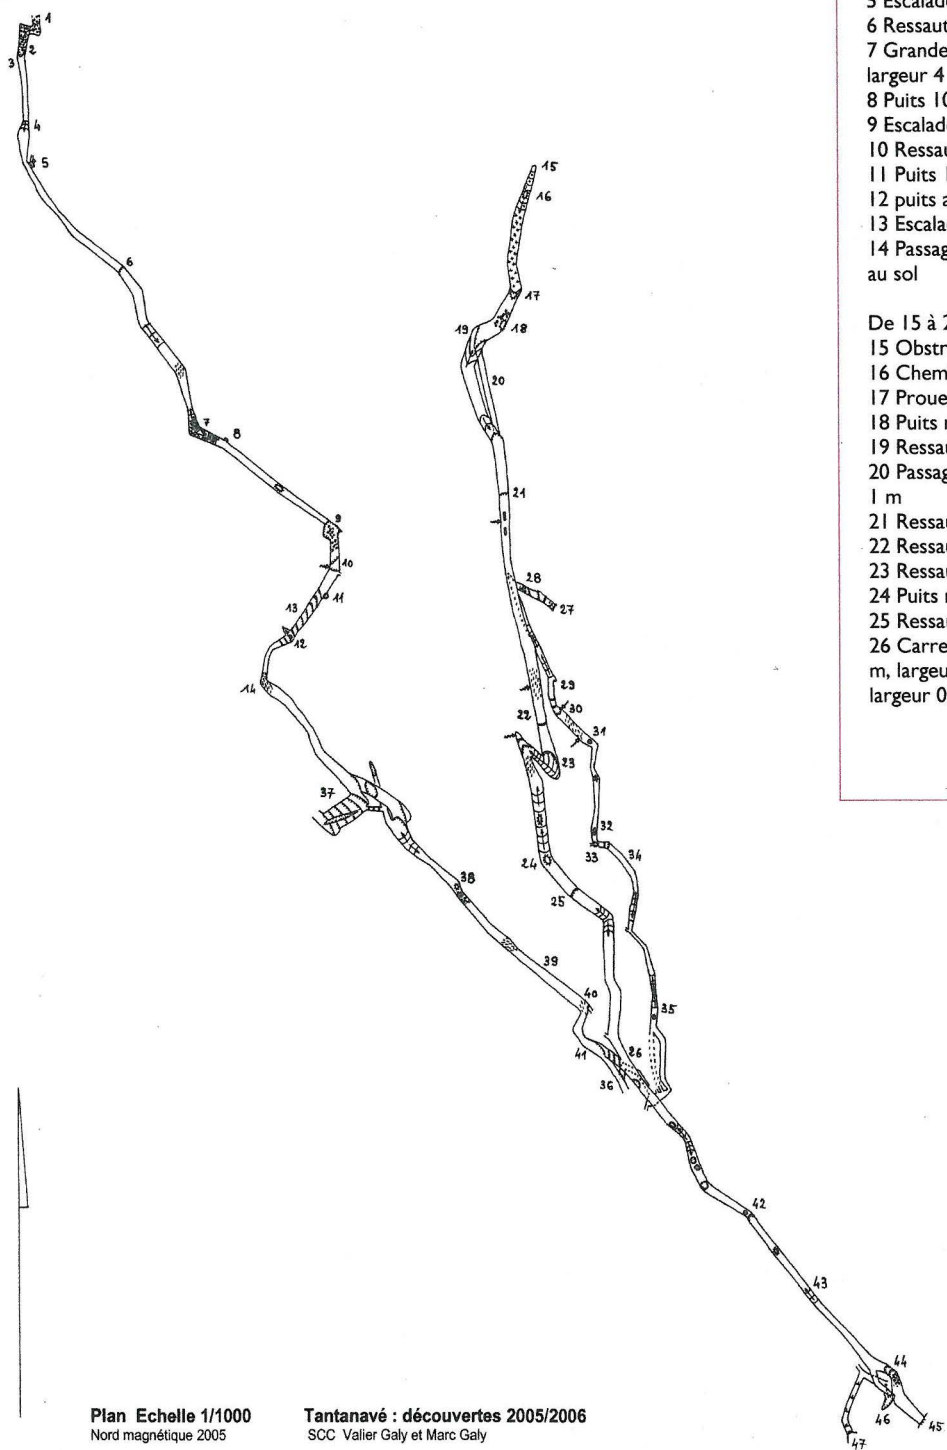 1
2
3
4
5
6
7
8
9
10
11
12
13
14
15
16
17
18
19
20
21
22
23
24
25
26
27
28
29
30
31
32
33
34
35
36
37
38
39
40
41
42
43
44
45
46
47
6 Ressaut
7 Grande
largeur 4
8 Puits 10
9 Escalad
10 Ressau
11 Puits 1
12 puits a
13 Escala
14 Passag
au sol
De 15 à 2
15 Obstr
16 Chem
17 Proue
18 Puits
19 Ressau
20 Passag
1 m
21 Ressau
22 Ressau
23 Ressau
24 Puits
25 Ressau
26 Carre
m, largeu
largeur 0
Plan Echelle 1/1000
Nord magnétique 2005
Tantanavé : découvertes 2005/2006
SCC Valier Galy et Marc Galy